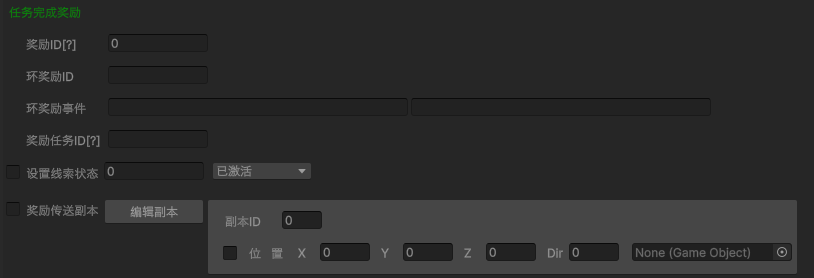 任务完成奖励
奖励ID[?] 0
环奖励ID
环奖励事件
奖励任务ID[?]
设置线索状态 0 已激活
奖励传送副本 编辑副本
副本ID 0
位 置 X 0 Y 0 Z 0 Dir 0 None (Game Object)